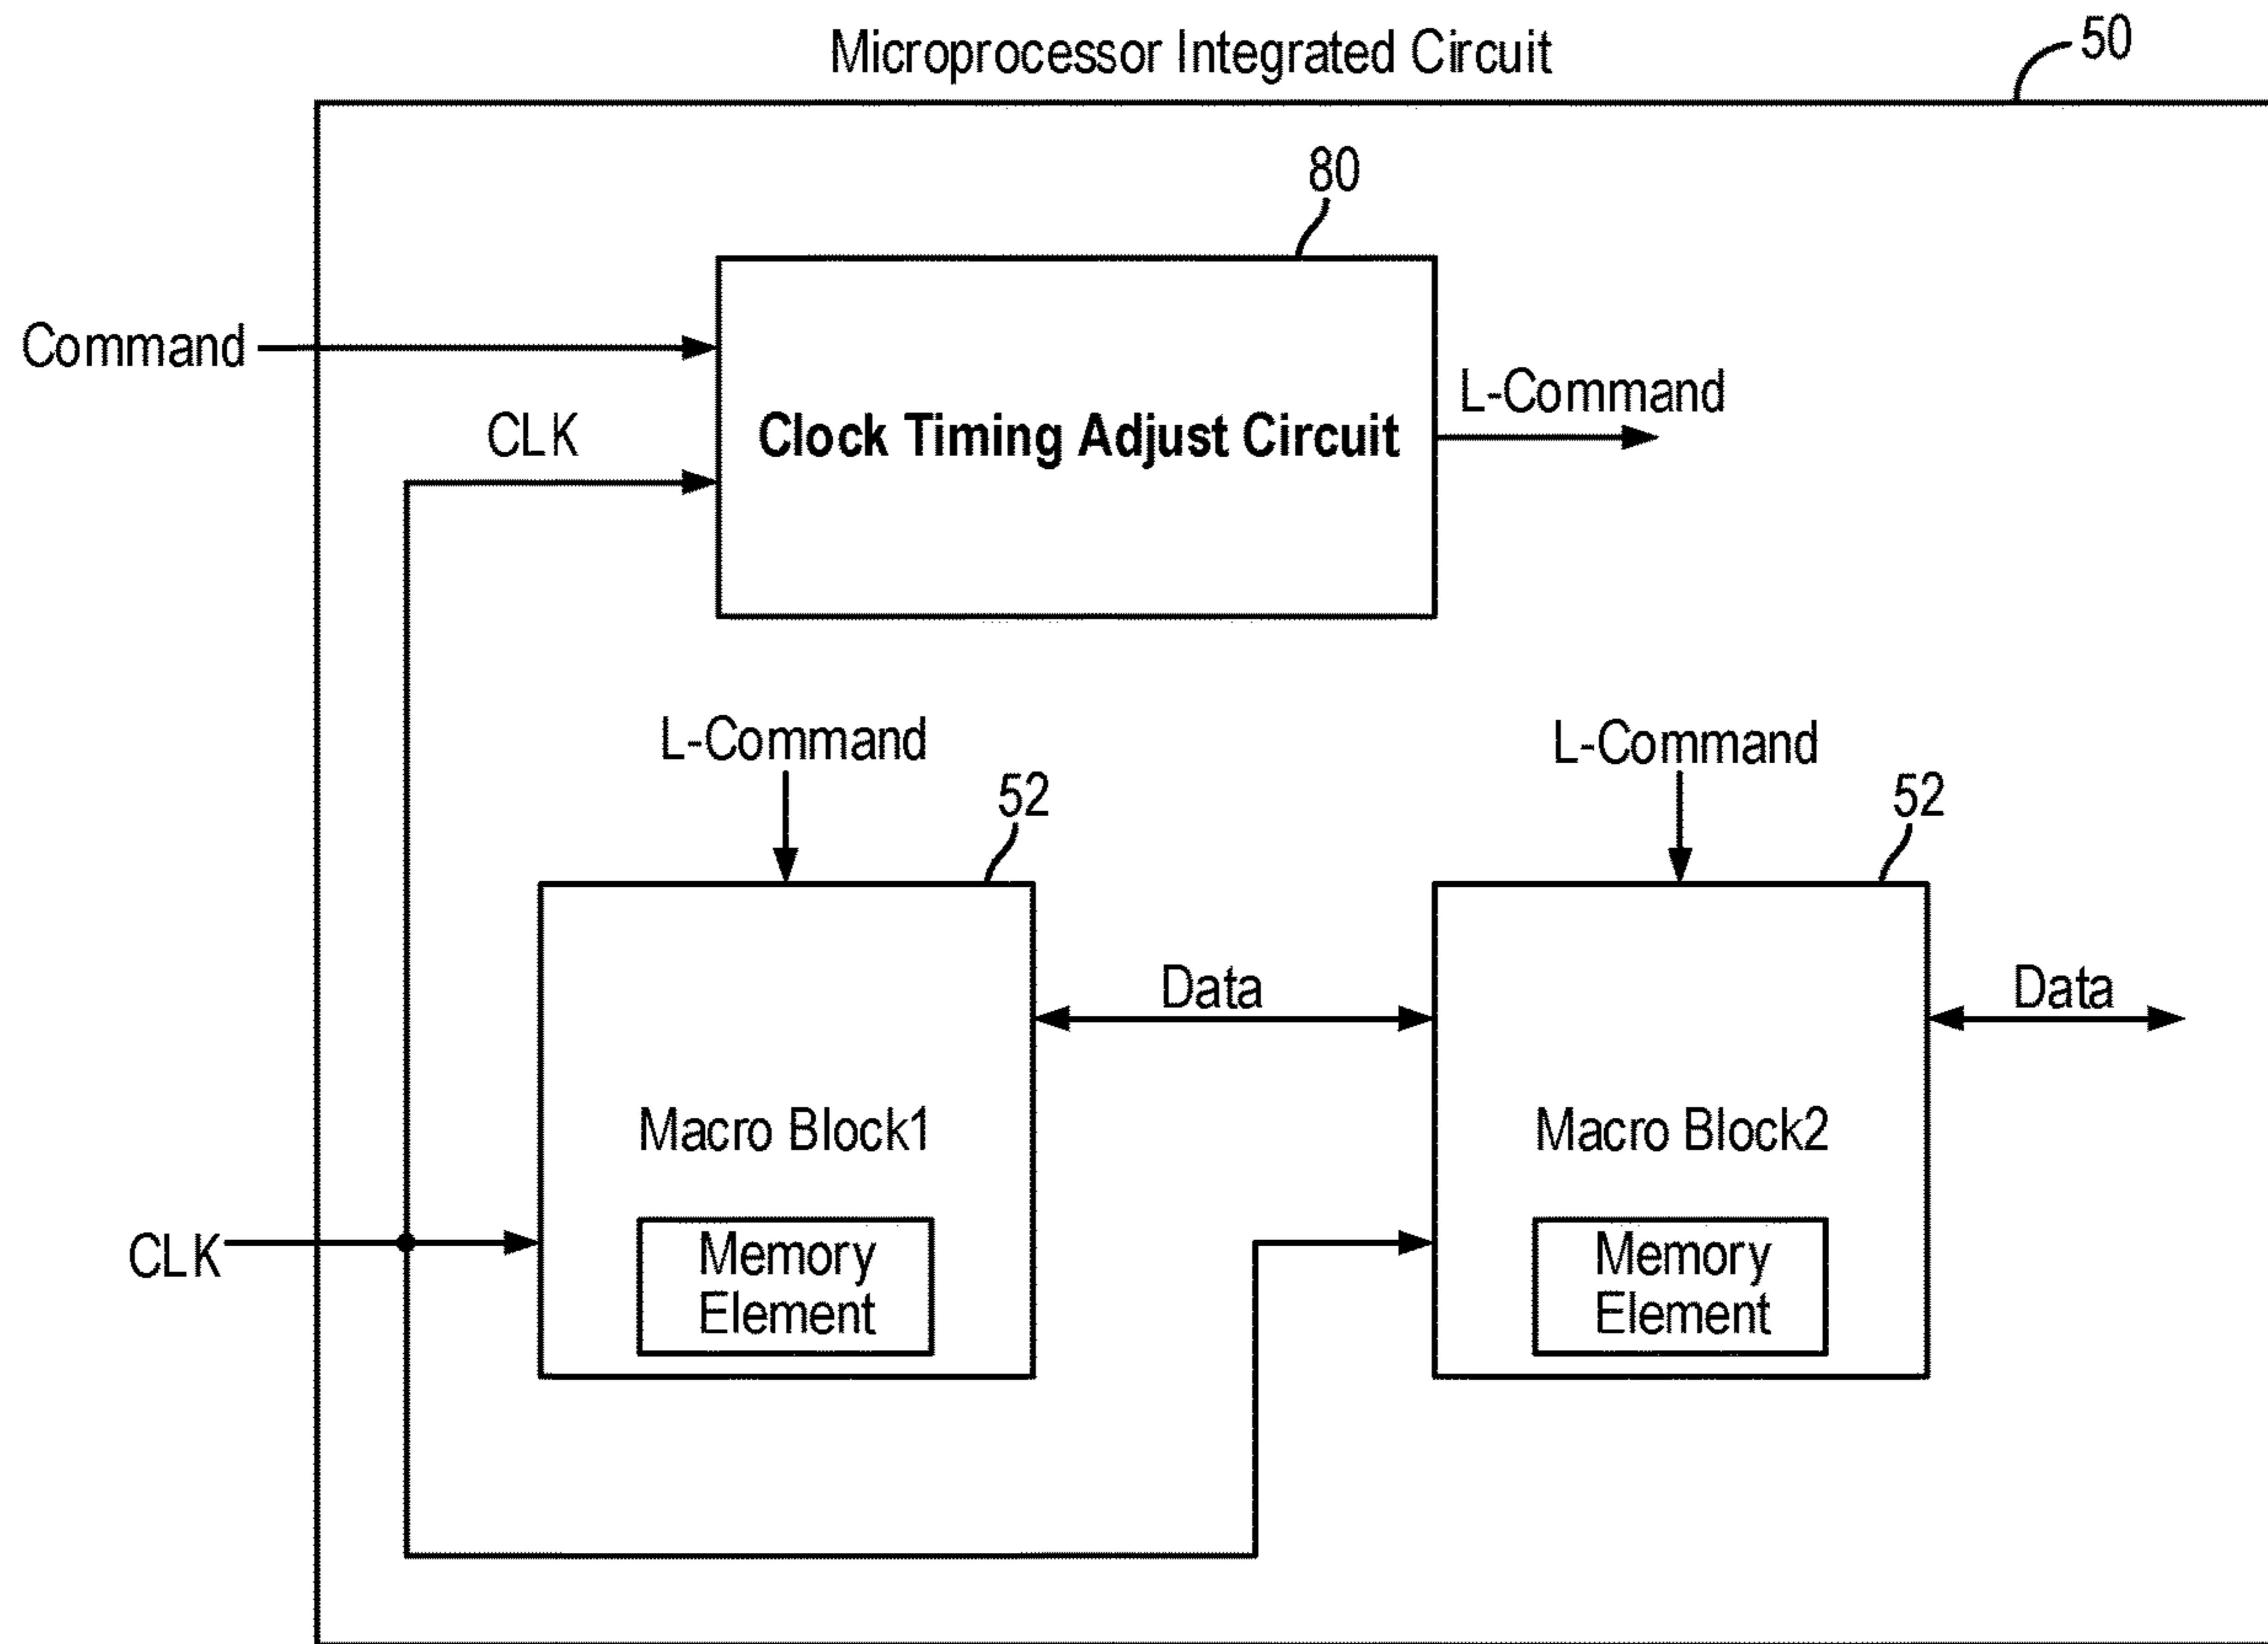 Microprocessor Integrated Circuit
50
80
Command
CLK
Clock Timing Adjust Circuit
L-Command
L-Command
52
L-Command
52
Data
Data
Macro Block1
Macro Block2
CLK
Memory
Element
Memory
Element